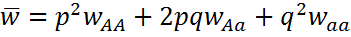 w̅ = p²w_AA + 2pqw_Aa + q²w_aa